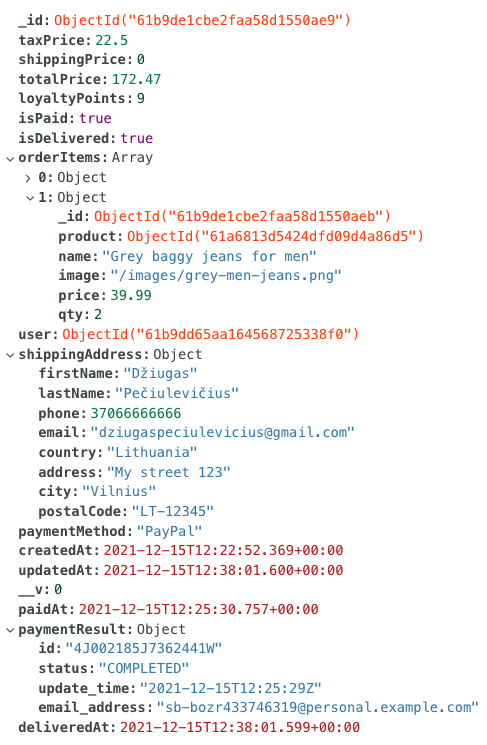 _id: ObjectId("61b9de1cbe2faa58d1550ae9")
taxPrice: 22.5
shippingPrice: 0
totalPrice: 172.47
loyaltyPoints: 9
isPaid: true
isDelivered: true
orderItems: Array
0: Object
1: Object
_id: ObjectId("61b9de1cbe2faa58d1550aeb")
product: ObjectId("61a6813d5424dfd09d4a86d5")
name: "Grey baggy jeans for men"
image: "/images/grey-men-jeans.png"
price: 39.99
qty: 2
user: ObjectId("61b9dd65aa164568725338f0")
shippingAddress: Object
firstName: "Džiugas"
lastName: "Pečiulevičius"
phone: 37066666666
email: "dziugaspeciulevicius@gmail.com"
country: "Lithuania"
address: "My street 123"
city: "Vilnius"
postalCode: "LT-12345"
paymentMethod: "PayPal"
createdAt: 2021-12-15T12:22:52.369+00:00
updatedAt: 2021-12-15T12:38:01.600+00:00
__v: 0
paidAt: 2021-12-15T12:25:30.757+00:00
paymentResult: Object
id: "4J002185J7362441W"
status: "COMPLETED"
update_time: "2021-12-15T12:25:29Z"
email_address: "sb-bozr433746319@personal.example.com"
deliveredAt: 2021-12-15T12:38:01.599+00:00